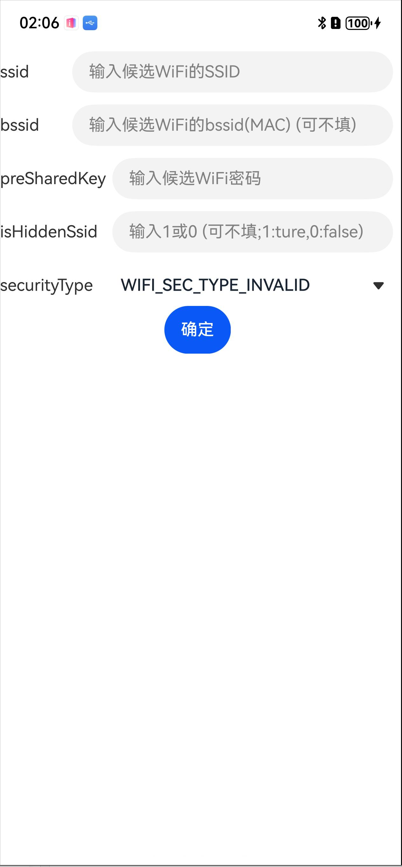 02:06 100
ssid 输入候选WiFi的SSID
bssid 输入候选WiFi的bssid(MAC) (可不填)
preSharedKey 输入候选WiFi密码
isHiddenSsid 输入1或0 (可不填;1:ture,0:false)
securityType WIFI_SEC_TYPE_INVALID
确定